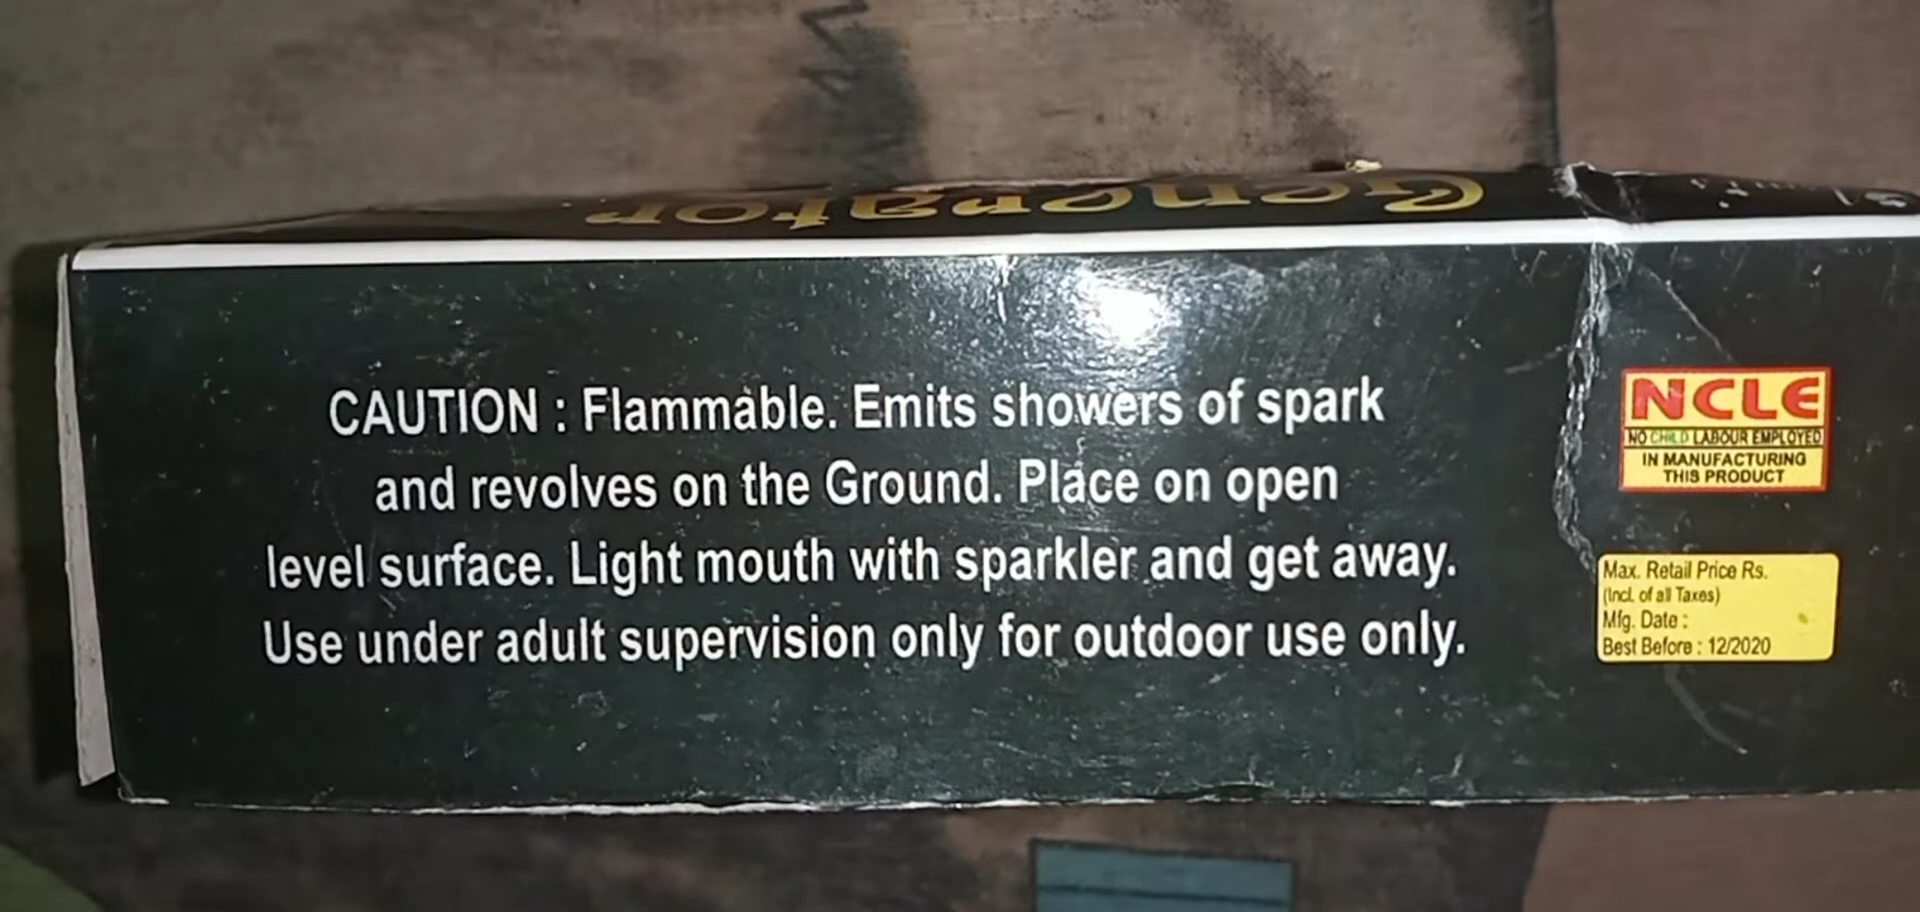 Generator
CAUTION : Flammable. Emits showers of spark
and revolves on the Ground. Place on open
level surface. Light mouth with sparkler and get away.
Use under adult supervision only for outdoor use only.
NCLE
NO CHILD LABOUR EMPLOYED
IN MANUFACTURING
THIS PRODUCT
Max. Retail Price Rs.
(Incl. of all Taxes)
Mfg. Date :
Best Before : 12/2020